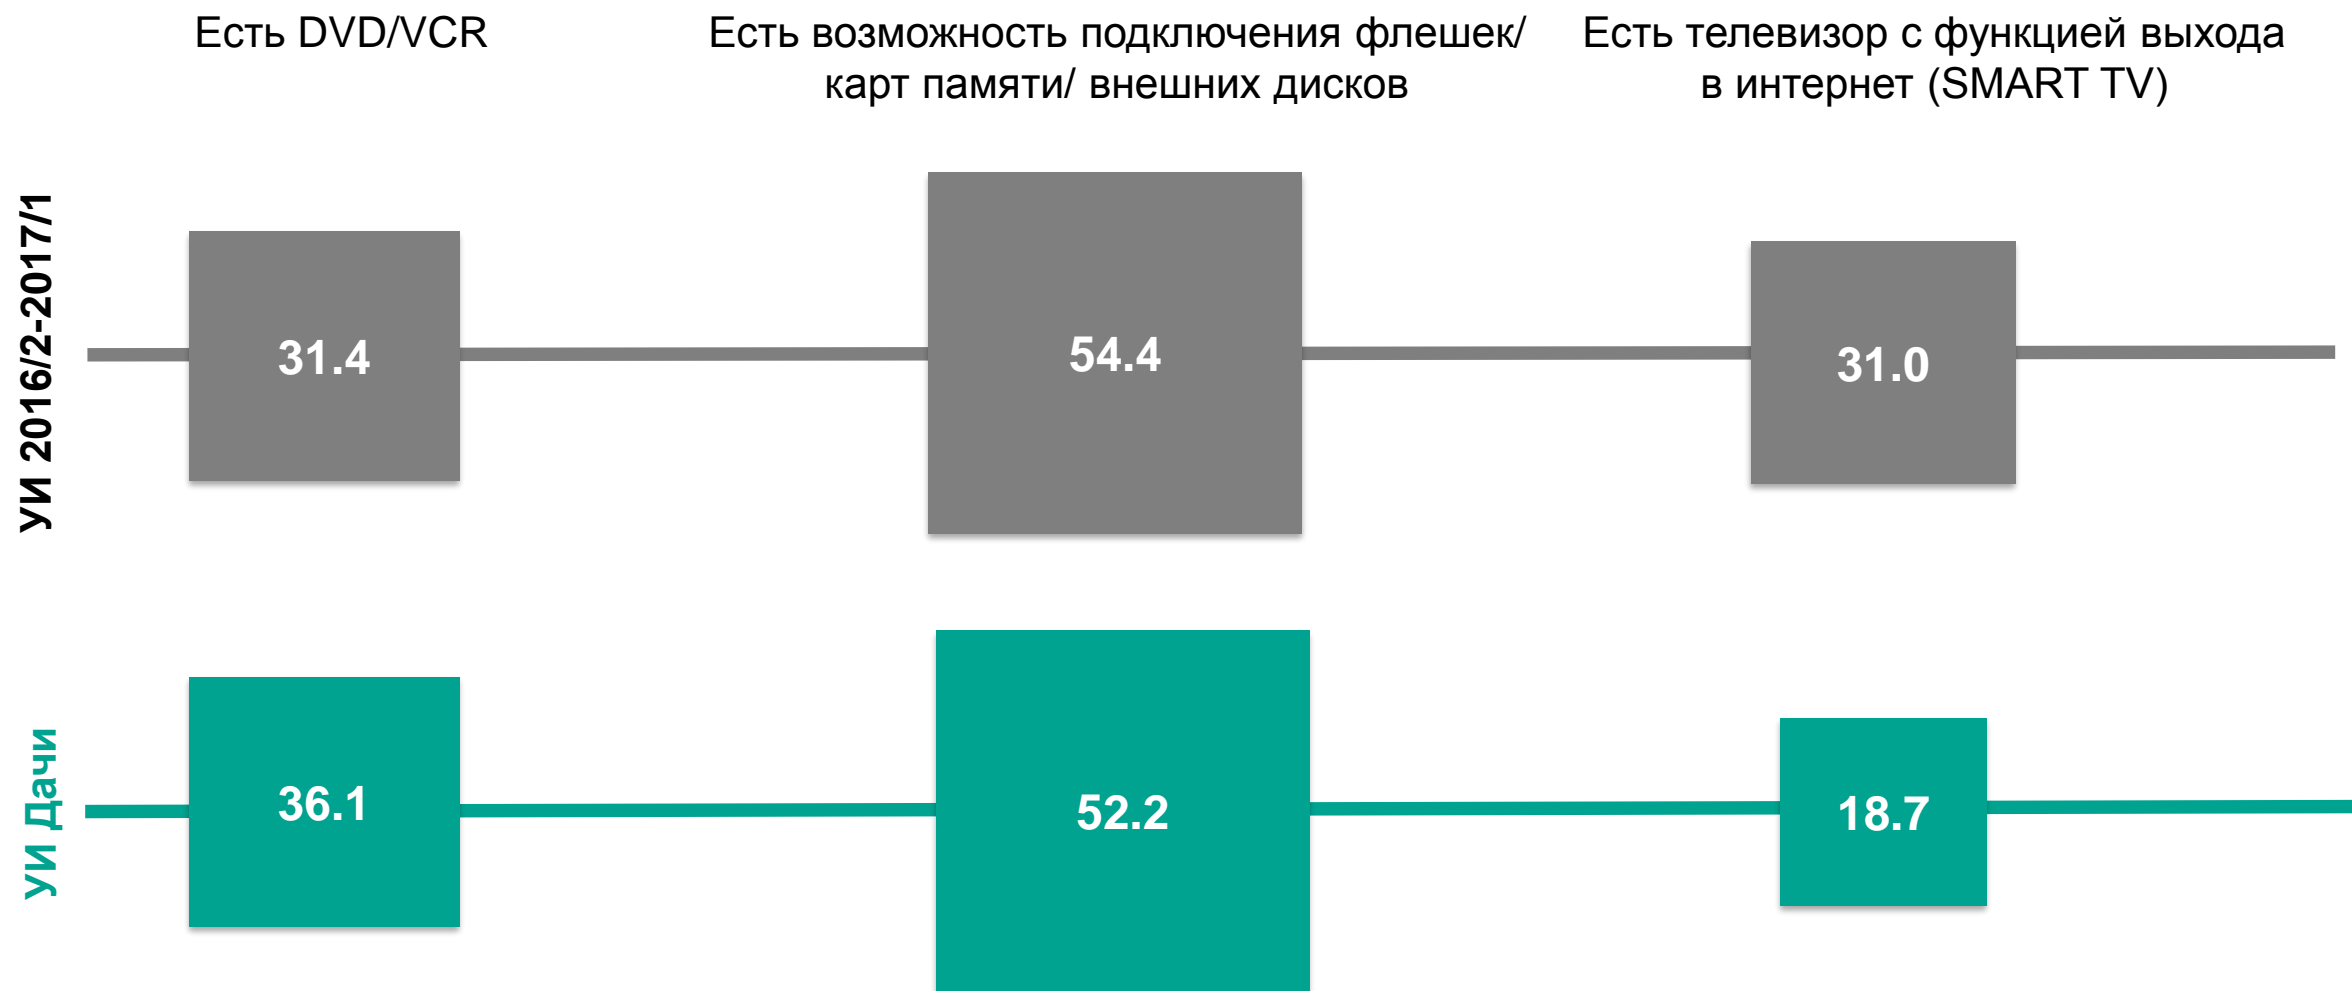 Есть DVD/VCR
Есть возможность подключения флешек/
карт памяти/ внешних дисков
Есть телевизор с функцией выхода
в интернет (SMART TV)
УИ 2016/2-2017/1
31.4
54.4
31.0
УИ Дачи
36.1
52.2
18.7